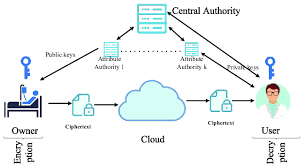 Central Authority
Public keys
Private keys
Attribute
Authority 1
Attribute
Authority k
Ciphertext
Ciphertext
Owner
Cloud
User
Encry
ption
Decry
ption